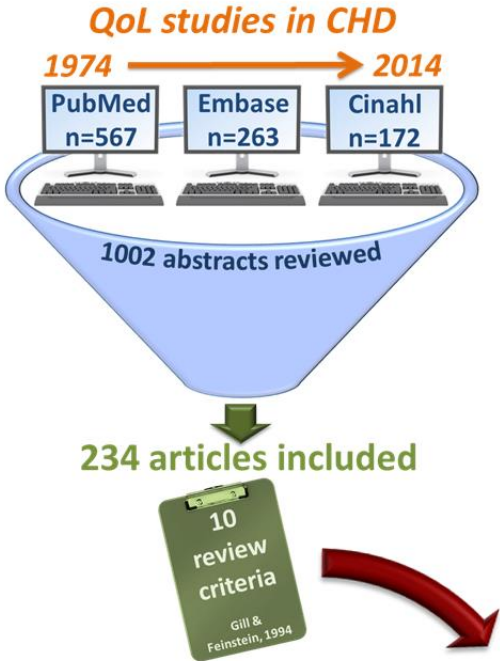 QoL studies in CHD
1974 2014
PubMed Embase Cinahl
n=567 n=263 n=172
1002 abstracts reviewed
234 articles included
10
review
criteria
Gill &
Feinstein, 1994